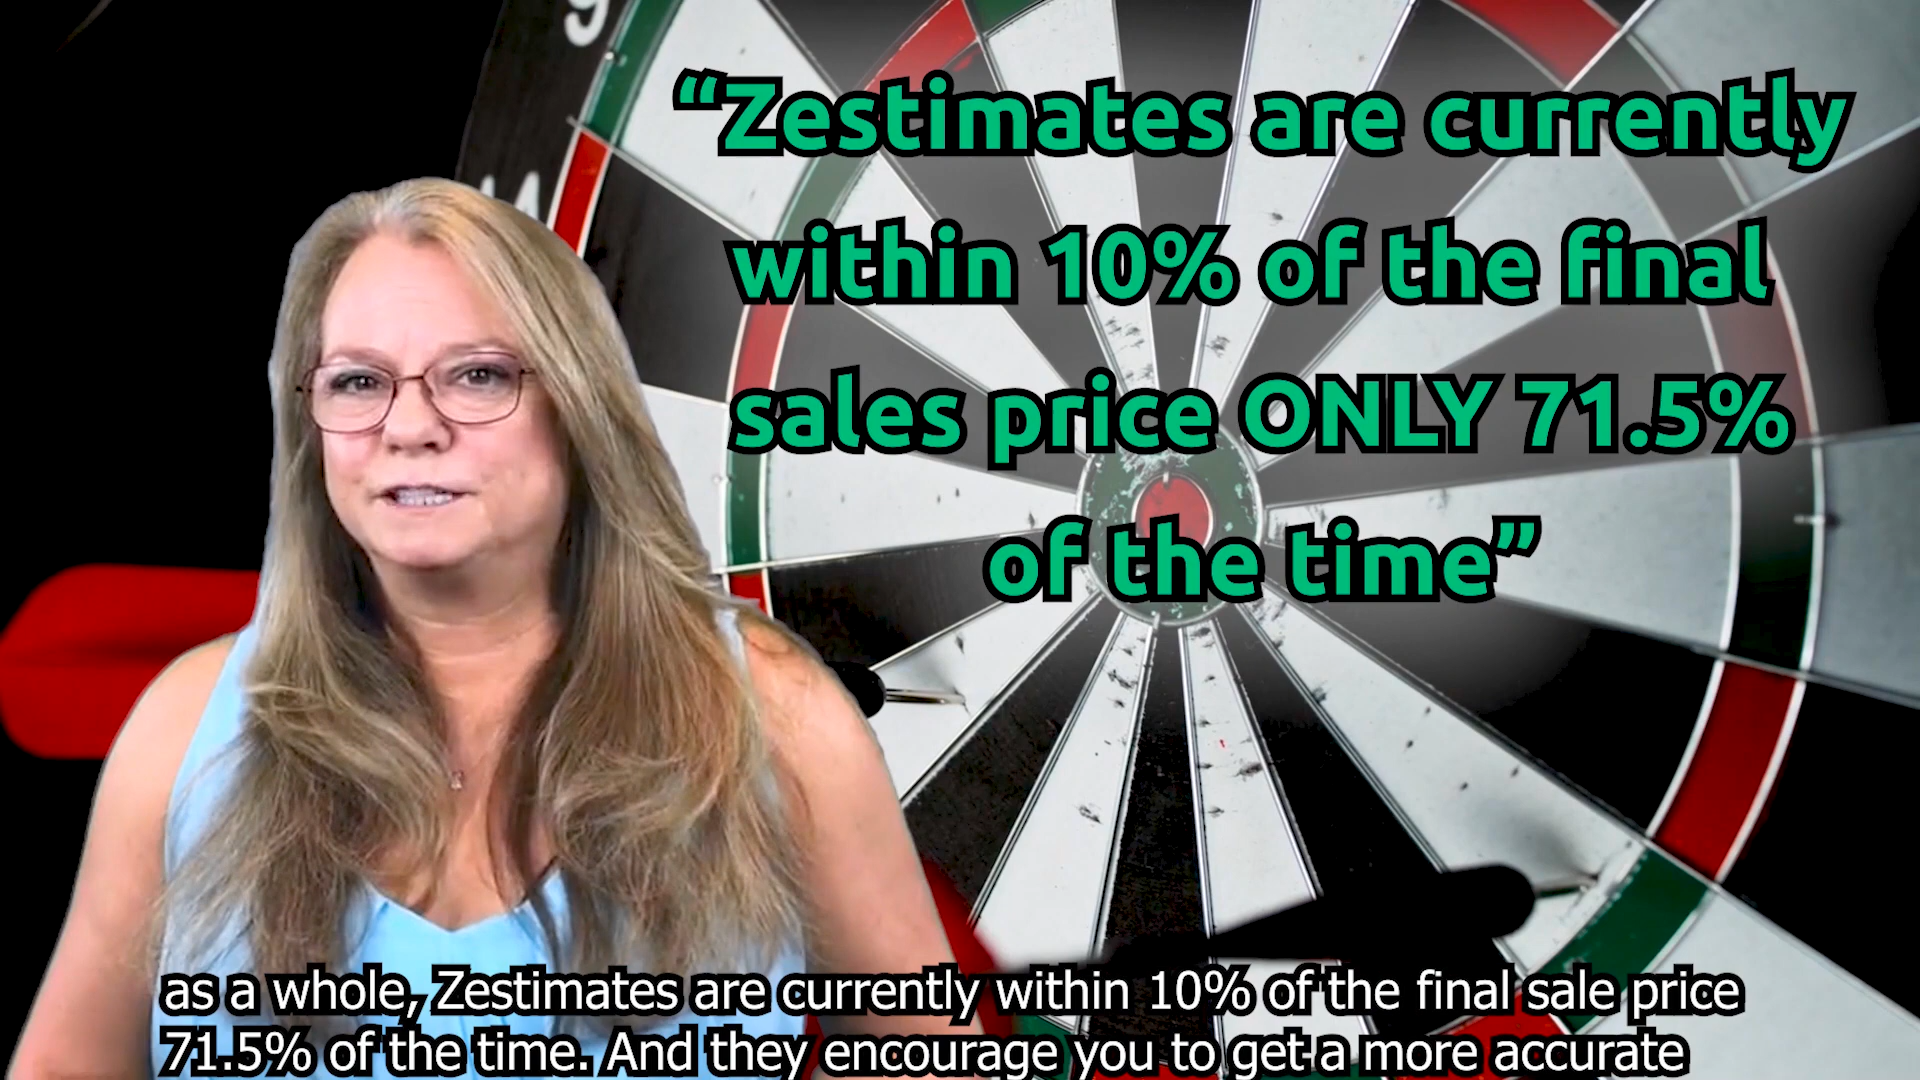 9
14
“Zestimates are currently
within 10% of the final
sales price ONLY 71.5%
of the time”
as a whole, Zestimates are currently within 10% of the final sale price
71.5% of the time. And they encourage you to get a more accurate